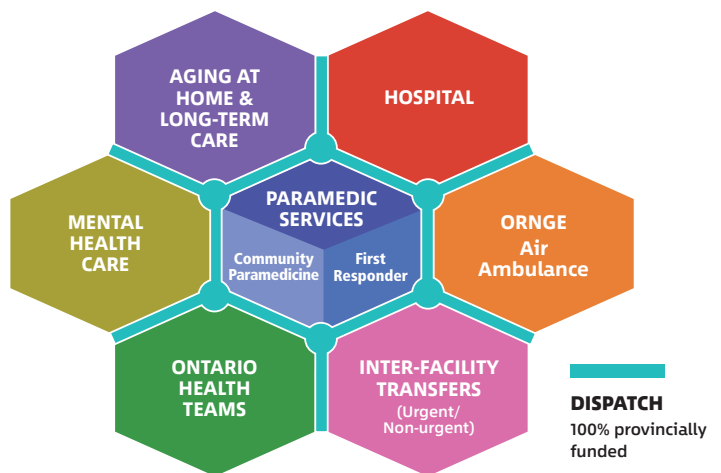 AGING AT
HOME &
LONG-TERM
CARE
HOSPITAL
MENTAL
HEALTH
CARE
PARAMEDIC
SERVICES
Community
Paramedicine
First
Responder
ORNGE
Air
Ambulance
ONTARIO
HEALTH
TEAMS
INTER-FACILITY
TRANSFERS
(Urgent/
Non-urgent)
DISPATCH
100% provincially
funded